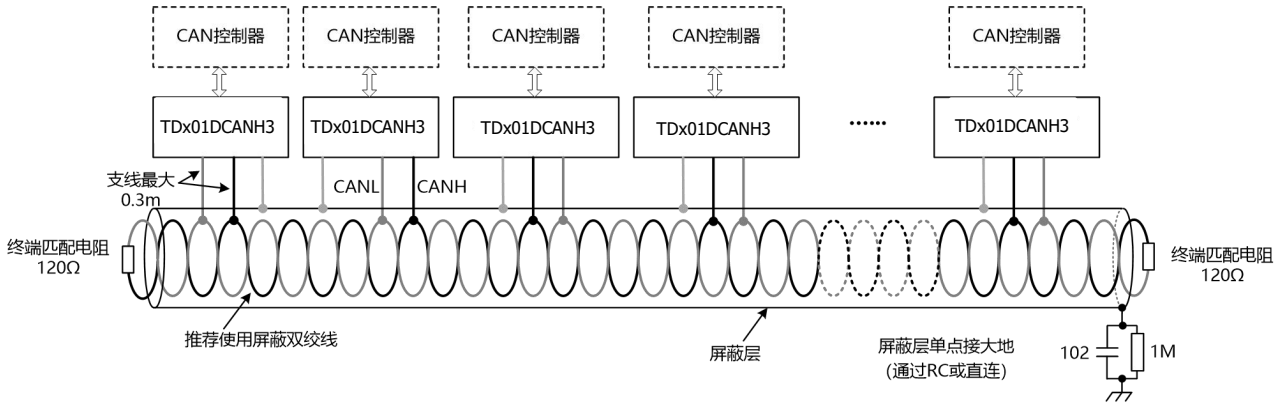 CAN控制器
CAN控制器
CAN控制器
CAN控制器
CAN控制器
TDx01DCANH3
TDx01DCANH3
TDx01DCANH3
TDx01DCANH3
......
TDx01DCANH3
支线最大
0.3m
CANL
CANH
终端匹配电阻
120Ω
终端匹配电阻
120Ω
推荐使用屏蔽双绞线
屏蔽层
屏蔽层单点接大地
(通过RC或直连)
102
1M